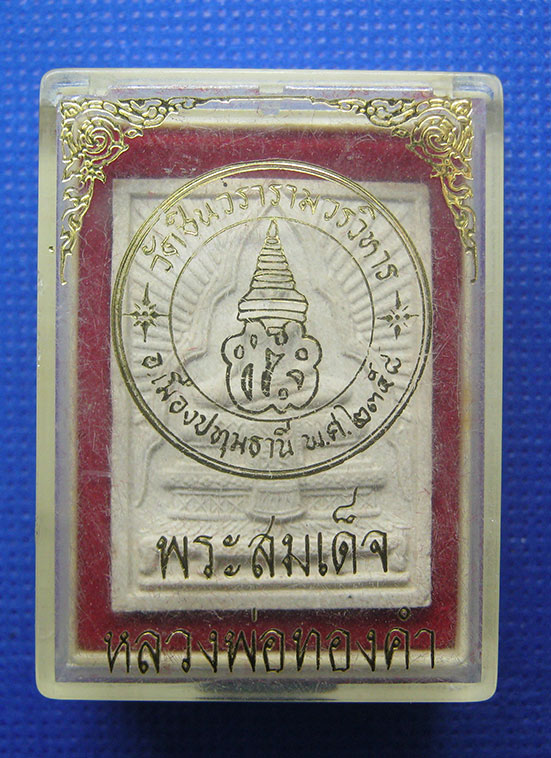 วัดชินวรารามวรวิหาร
อ.เมืองปทุมธานี พ.ศ.๒๓๕๘
พระสมเด็จ
หลวงพ่อทองคำ